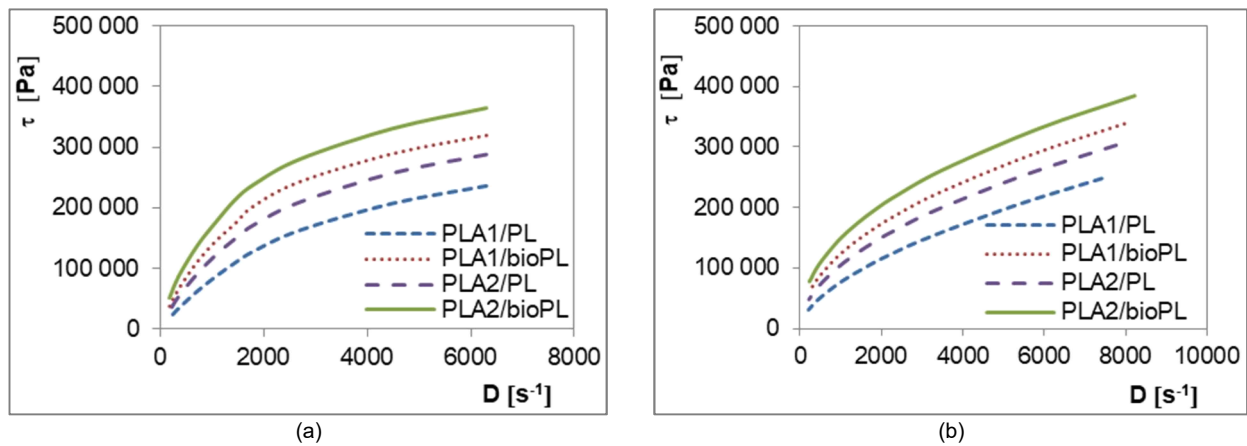 500 000
400 000
300 000
200 000
100 000
0
τ [Pa]
0 2000 4000 6000 8000
D [s-1]
PLA1/PL
PLA1/bioPL
PLA2/PL
PLA2/bioPL
(a)
500 000
400 000
300 000
200 000
100 000
0
τ [Pa]
0 2000 4000 6000 8000 10000
D [s-1]
PLA1/PL
PLA1/bioPL
PLA2/PL
PLA2/bioPL
(b)